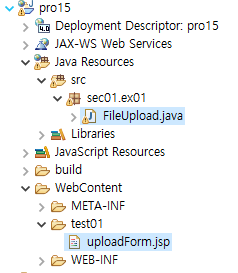 pro15
Deployment Descriptor: pro15
JAX-WS Web Services
Java Resources
src
sec01.ex01
FileUpload.java
Libraries
JavaScript Resources
build
WebContent
META-INF
test01
uploadForm.jsp
WEB-INF